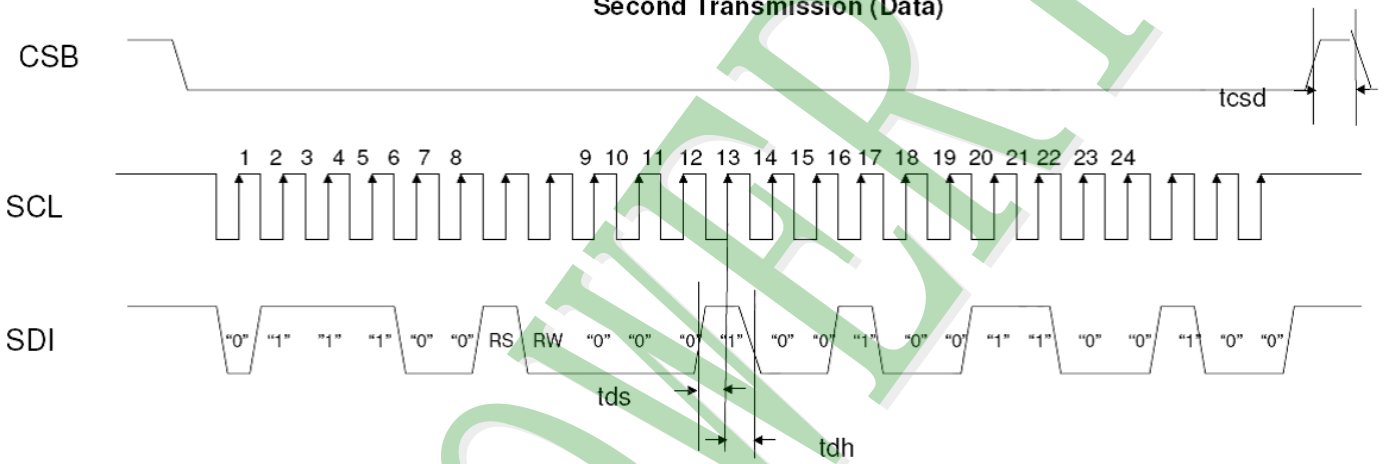 Second Transmission (Data)
CSB
tcsd
1 2 3 4 5 6 7 8 9 10 11 12 13 14 15 16 17 18 19 20 21 22 23 24
SCL
SDI "0" "1" "1" "1" "0" "0" RS RW "0" "0" "0" "1" "0" "0" "1" "0" "0" "1" "1" "0" "0" "1" "0" "0"
tds
tdh